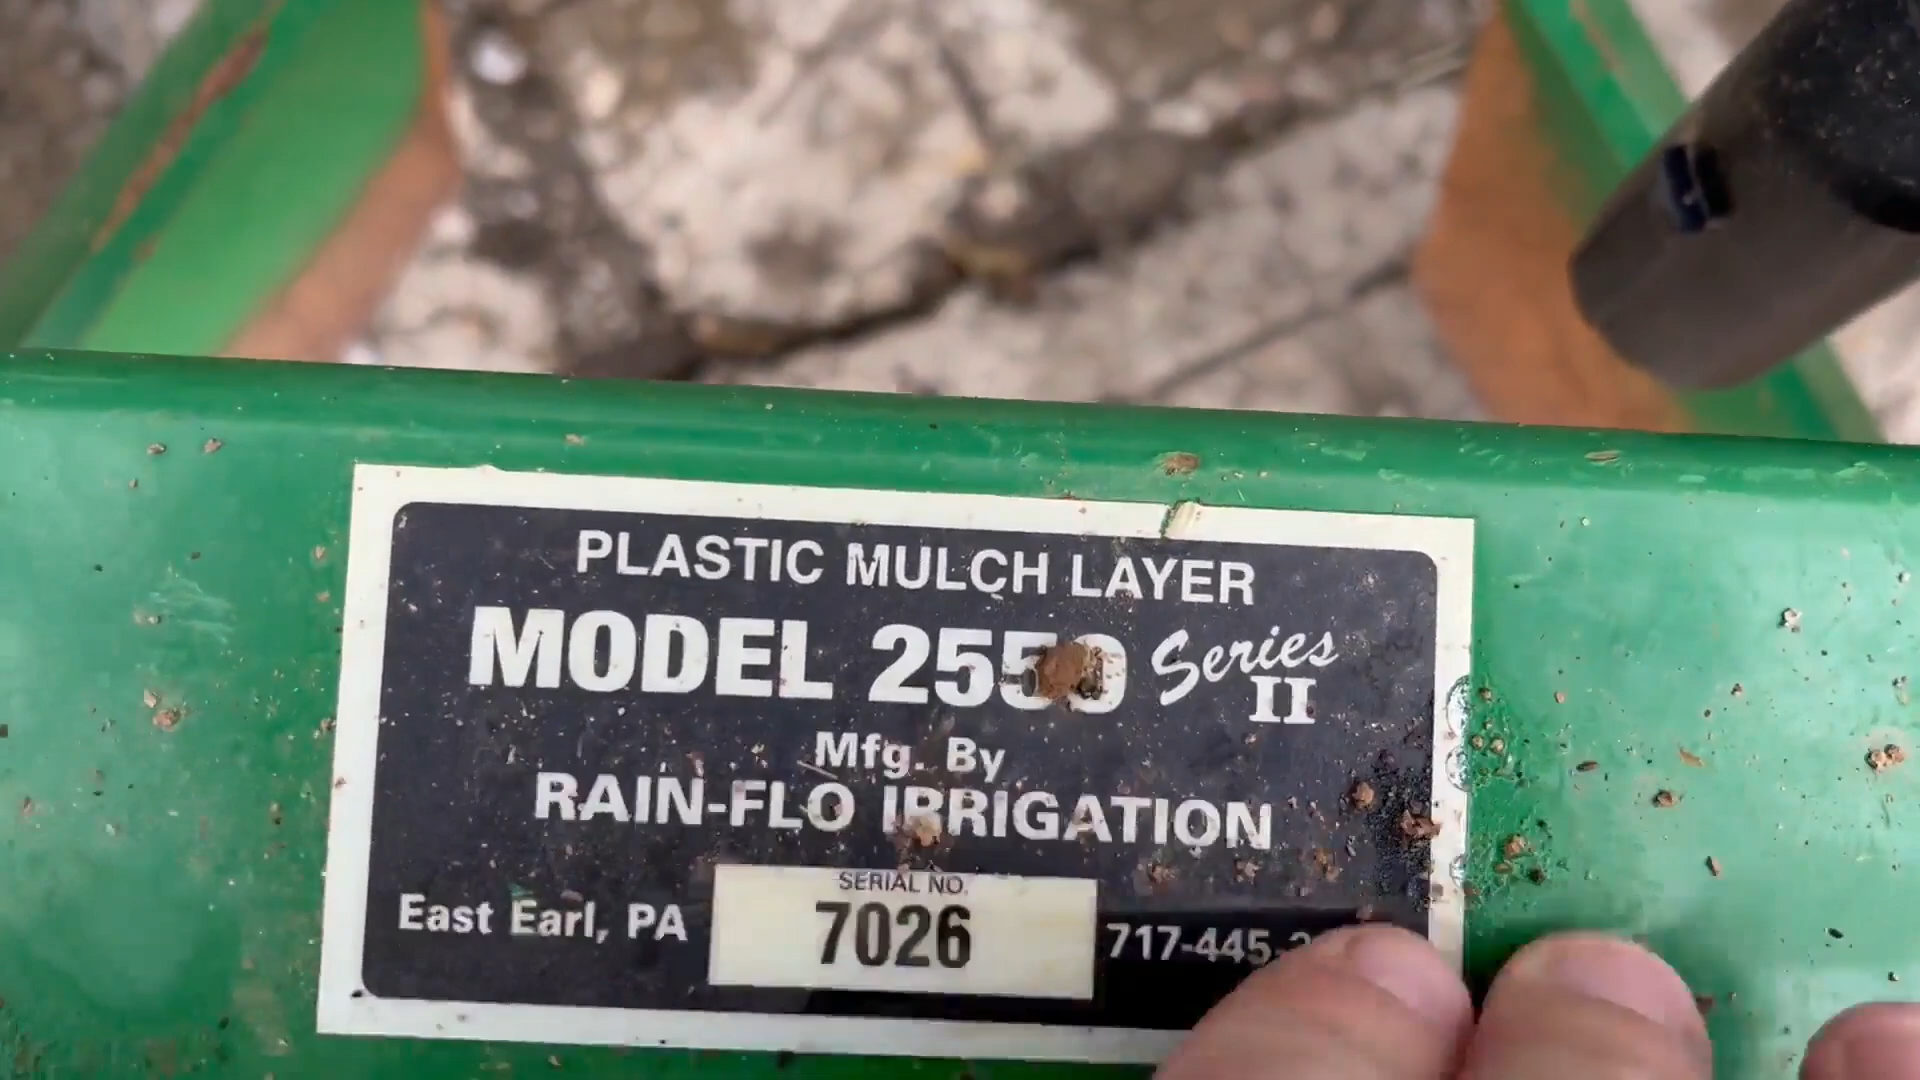 PLASTIC MULCH LAYER
MODEL 2550 Series II
Mfg. By
RAIN-FLO IRRIGATION
SERIAL NO.
East Earl, PA 7026 717-445-